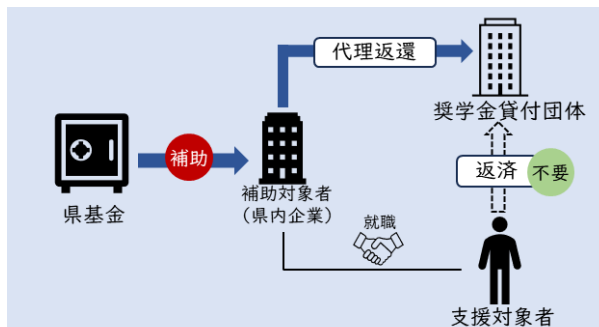 代理返還
奨学金貸付団体
補助
県基金
補助対象者
（県内企業）
返済
不要
就職
支援対象者